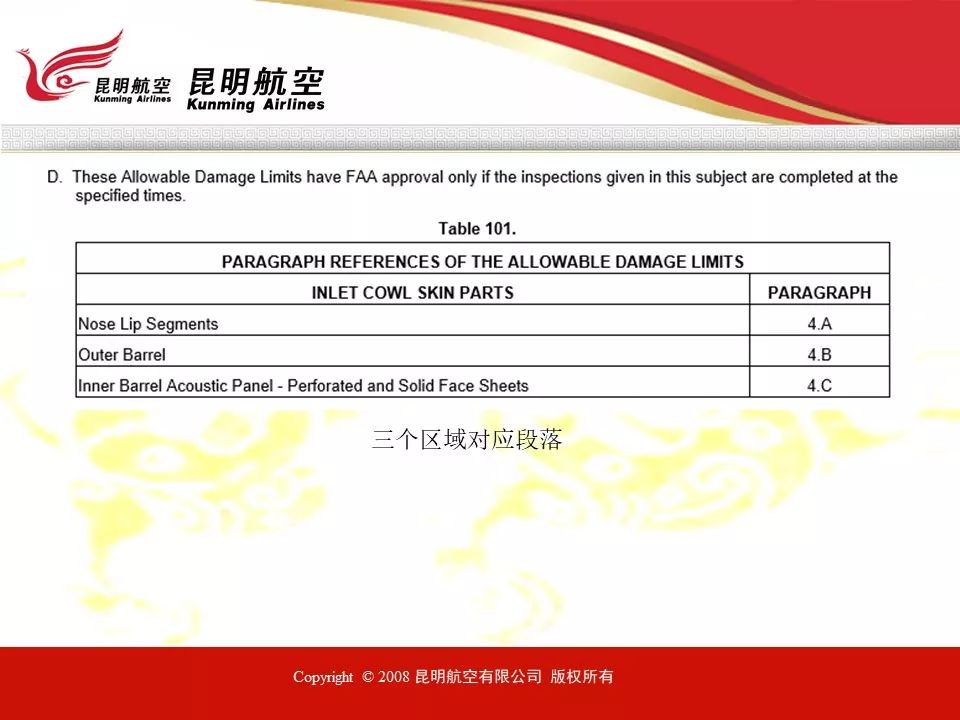 昆明航空
Kunming Airlines
昆明航空
Kunming Airlines
D. These Allowable Damage Limits have FAA approval only if the inspections given in this subject are completed at the
specified times.
Table 101.
PARAGRAPH REFERENCES OF THE ALLOWABLE DAMAGE LIMITS
INLET COWL SKIN PARTS PARAGRAPH
Nose Lip Segments 4.A
Outer Barrel 4.B
Inner Barrel Acoustic Panel - Perforated and Solid Face Sheets 4.C
三个区域对应段落
Copyright © 2008 昆明航空有限公司 版权所有